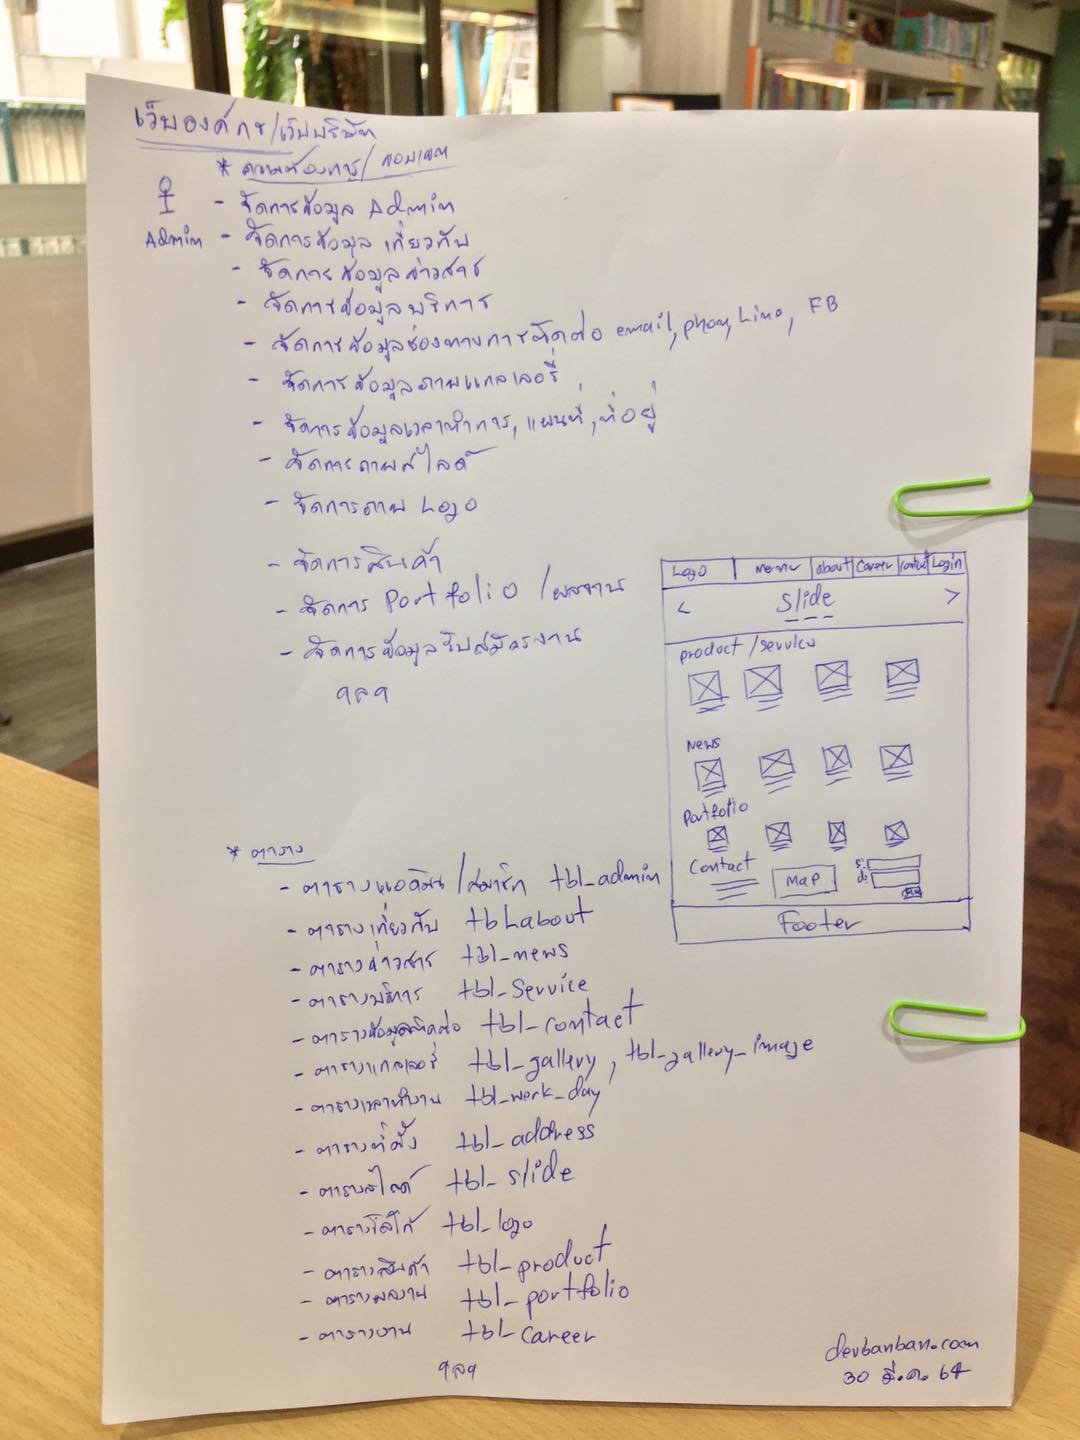 เว็บองค์กร/เว็บบริษัท
* ความต้องการ/ขอบเขต
- จัดการข้อมูล Admin
Admin
- จัดการข้อมูล เกี่ยวกับ
- จัดการข้อมูลข่าวสาร
- จัดการข้อมูลบริการ
- จัดการข้อมูลช่องทางการติดต่อ email, phon, Line, FB
- จัดการข้อมูลภาพแกลเลอรี่
- จัดการข้อมูลเวลาทำการ, แผนที่, ที่อยู่
- จัดการภาพสไลด์
- จัดการภาพ Logo
- จัดการสินค้า
- จัดการ Portfolio / ผลงาน
- จัดการข้อมูลรับสมัครงาน
ฯลฯ
Logo menu about Career contact Login
< Slide >
product / service
News
Portfolio
Contact
map
Footer
* ตาราง
- ตารางแอดมิน / สมาชิก tbl_admin
- ตารางเกี่ยวกับ tbl_about
- ตารางข่าวสาร tbl_news
- ตารางบริการ tbl_service
- ตารางข้อมูลติดต่อ tbl_contact
- ตารางแกลเลอรี่ tbl_gallery, tbl_gallery_image
- ตารางเวลาทำงาน tbl_work_day
- ตารางที่ตั้ง tbl_address
- ตารางสไลด์ tbl_slide
- ตารางโลโก้ tbl_logo
- ตารางสินค้า tbl_product
- ตารางผลงาน tbl_portfolio
- ตารางงาน tbl_career
ฯลฯ
devbanban.com
30 มี.ค. 64